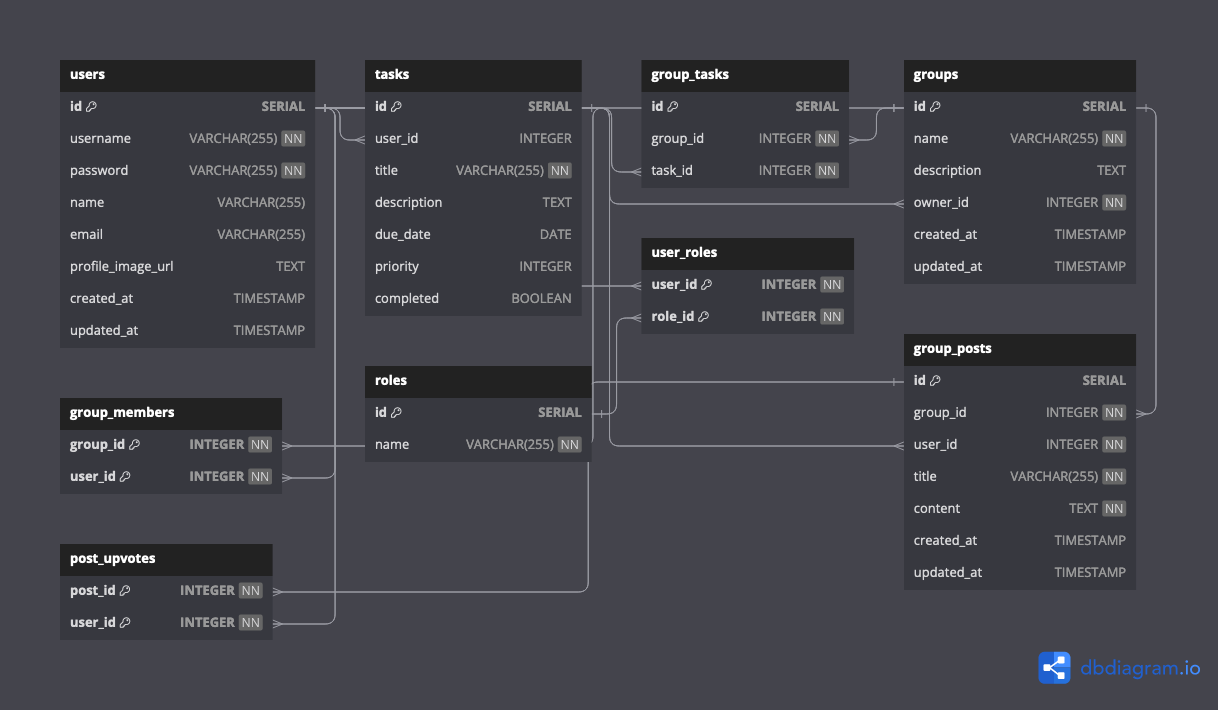 users
id SERIAL
username VARCHAR(255) NN
password VARCHAR(255) NN
name VARCHAR(255)
email VARCHAR(255)
profile_image_url TEXT
created_at TIMESTAMP
updated_at TIMESTAMP
tasks
id SERIAL
user_id INTEGER
title VARCHAR(255) NN
description TEXT
due_date DATE
priority INTEGER
completed BOOLEAN
group_tasks
id SERIAL
group_id INTEGER NN
task_id INTEGER NN
groups
id SERIAL
name VARCHAR(255) NN
description TEXT
owner_id INTEGER NN
created_at TIMESTAMP
updated_at TIMESTAMP
user_roles
user_id INTEGER NN
role_id INTEGER NN
group_members
group_id INTEGER NN
user_id INTEGER NN
roles
id SERIAL
name VARCHAR(255) NN
group_posts
id SERIAL
group_id INTEGER NN
user_id INTEGER NN
title VARCHAR(255) NN
content TEXT NN
created_at TIMESTAMP
updated_at TIMESTAMP
post_upvotes
post_id INTEGER NN
user_id INTEGER NN
dbdiagram.io